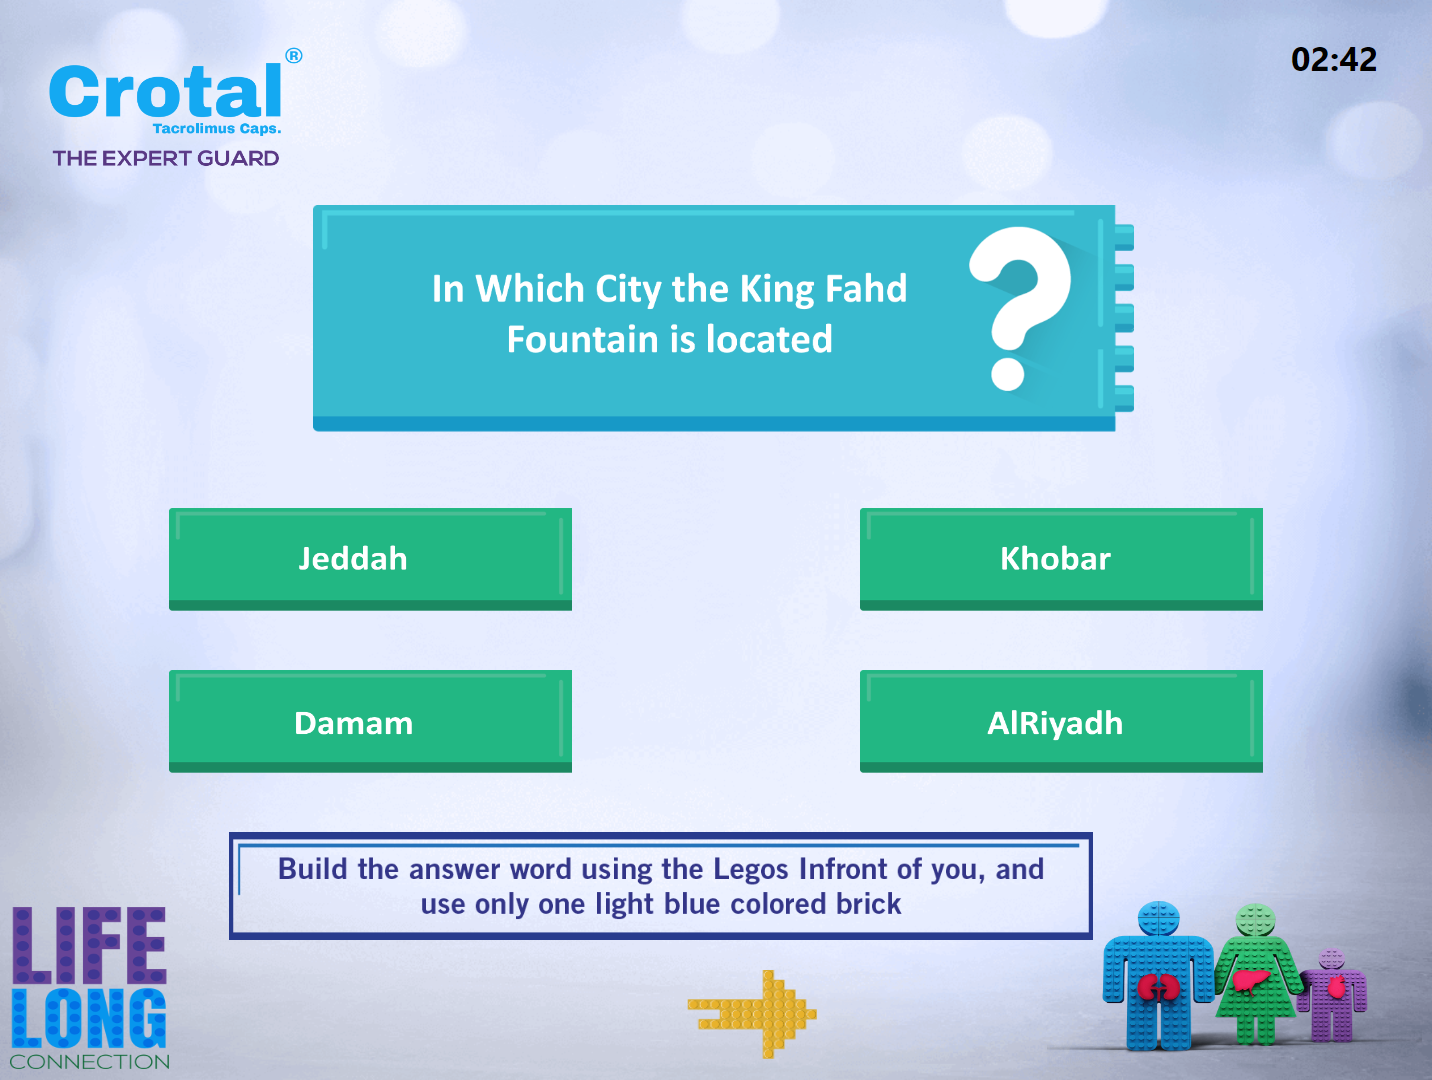 Crotal®
Tacrolimus Caps.
THE EXPERT GUARD
02:42
In Which City the King Fahd
Fountain is located
?
Jeddah
Khobar
Damam
AlRiyadh
Build the answer word using the Legos Infront of you, and
use only one light blue colored brick
LIFE
LONG
CONNECTION